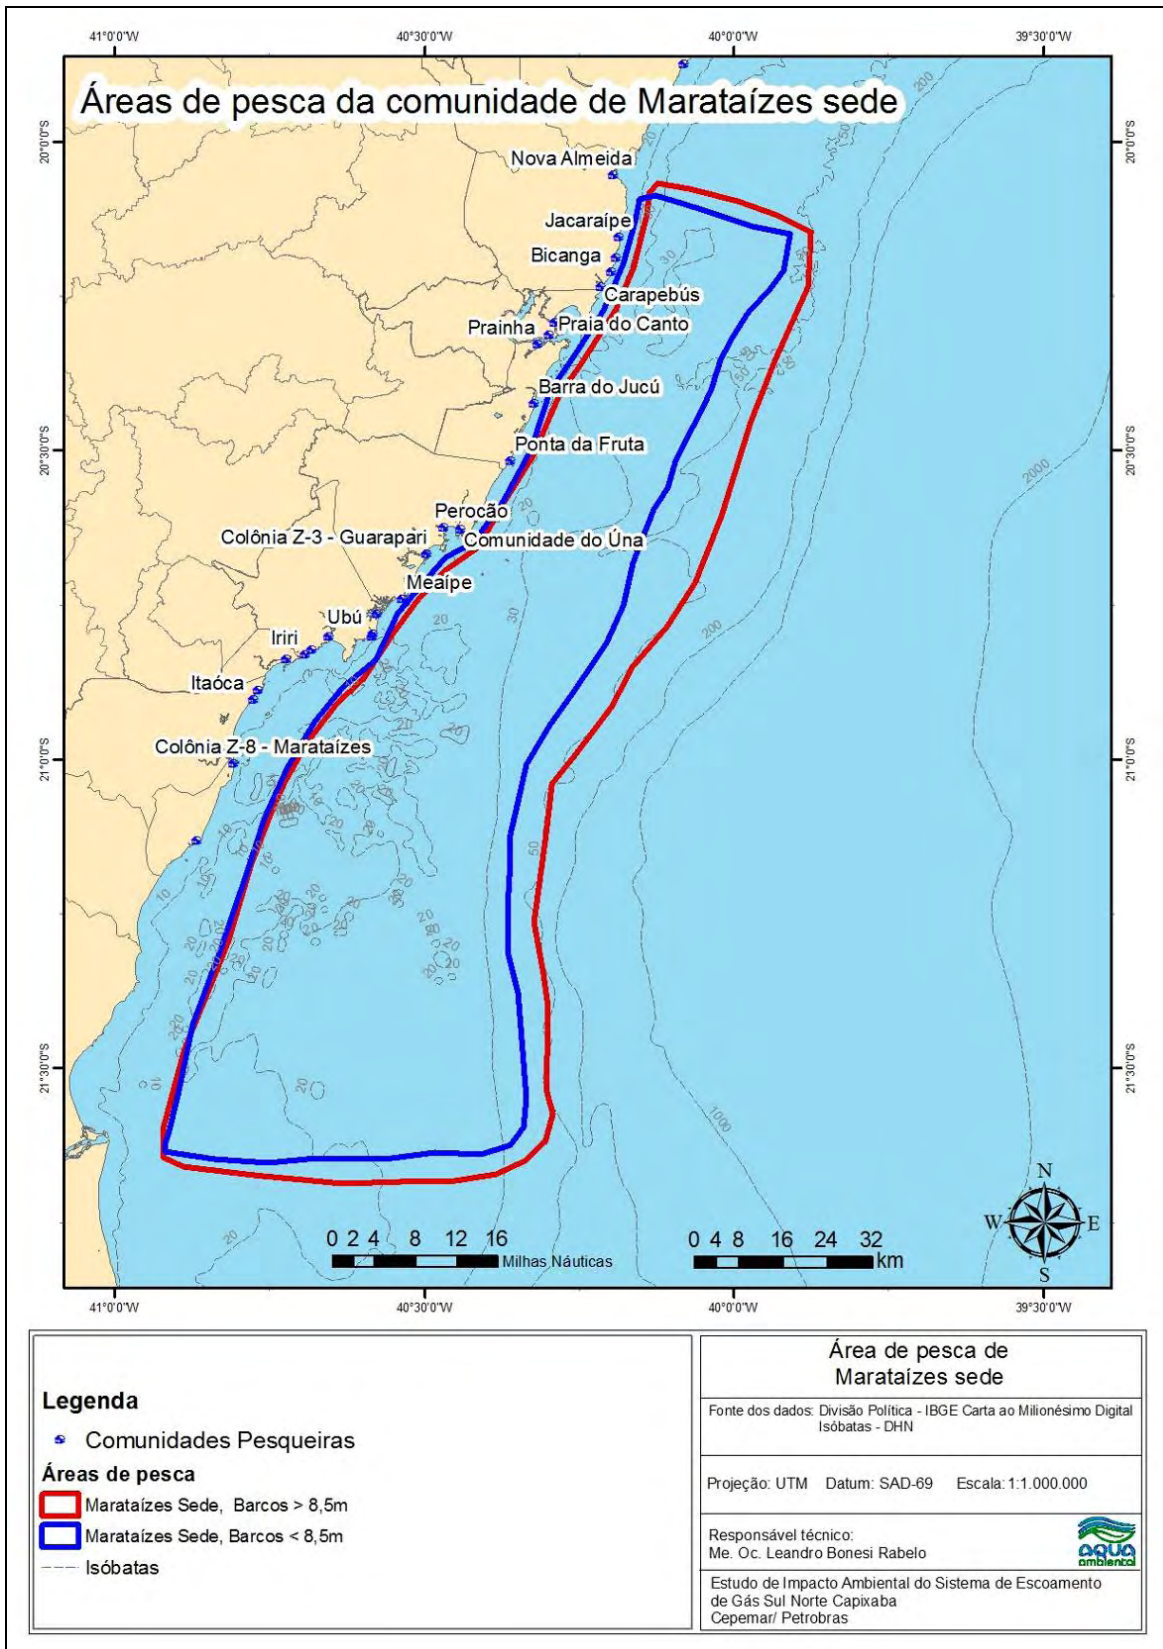 41°0'0"W 40°30'0"W 40°0'0"W 39°30'0"W
Áreas de pesca da comunidade de Marataízes sede
20°0'0"S 20°0'0"S
Nova Almeida
Jacaraípe
Bicanga
Carapebús
Prainha
Praia do Canto
Barra do Jucú
20°30'0"S 20°30'0"S
Ponta da Fruta
Perocão
Colônia Z-3 - Guarapari
Comunidade do Úna
Meaípe
Ubú
Iriri
Itaóca
Colônia Z-8 - Marataízes
21°0'0"S 21°0'0"S
21°30'0"S 21°30'0"S
200
2000
200
1000
50
30
20
N
W E
S
0 2 4 8 12 16
Milhas Náuticas
0 4 8 16 24 32
km
41°0'0"W 40°30'0"W 40°0'0"W 39°30'0"W
Legenda
Comunidades Pesqueiras
Áreas de pesca
Marataízes Sede, Barcos > 8,5m
Marataízes Sede, Barcos < 8,5m
Isóbatas
Área de pesca de
Marataízes sede
Fonte dos dados: Divisão Política - IBGE Carta ao Milionésimo Digital
Isóbatas - DHN
Projeção: UTM Datum: SAD-69 Escala: 1:1.000.000
Responsável técnico:
Me. Oc. Leandro Bonesi Rabelo
AQUA
ambiental
Estudo de Impacto Ambiental do Sistema de Escoamento
de Gás Sul Norte Capixaba
Cepemar/ Petrobras